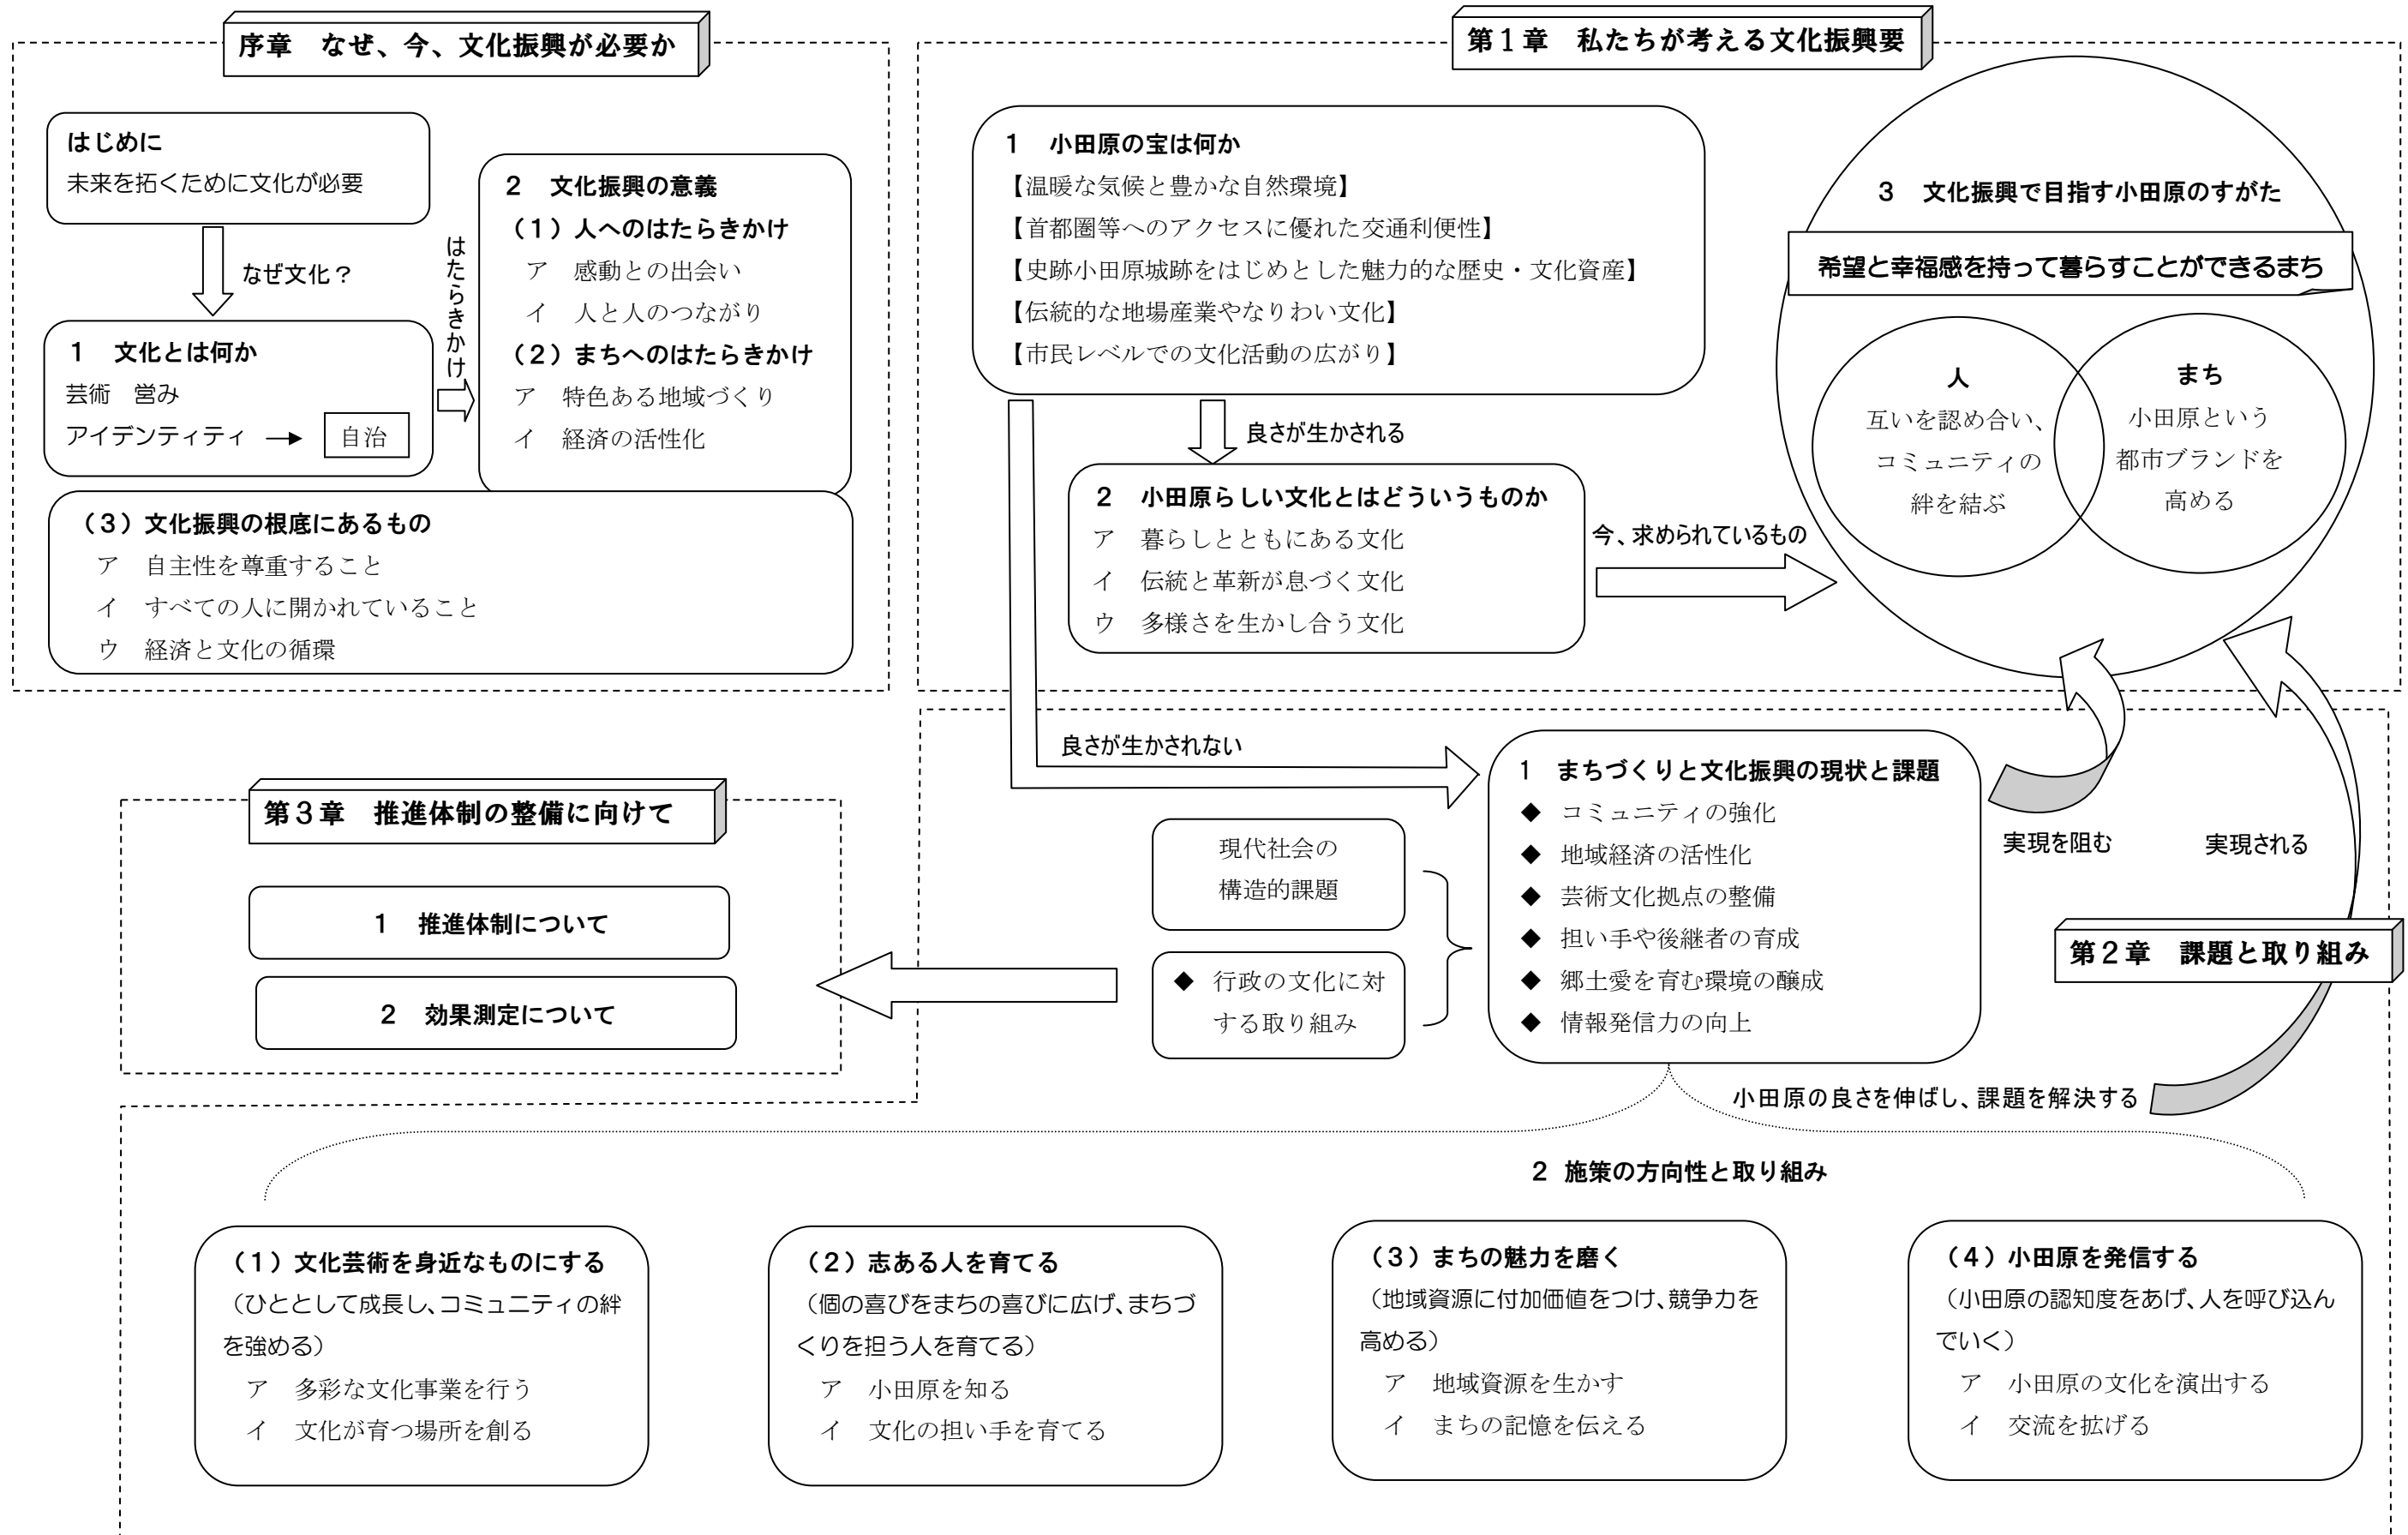 序章　なぜ、今、文化振興が必要か
はじめに
未来を拓くために文化が必要
なぜ文化？
1　文化とは何か
芸術　営み
アイデンティティ
自治
はたらきかけ
2　文化振興の意義
（1）人へのはたらきかけ
ア　感動との出会い
イ　人と人のつながり
（2）まちへのはたらきかけ
ア　特色ある地域づくり
イ　経済の活性化
（3）文化振興の根底にあるもの
ア　自主性を尊重すること
イ　すべての人に開かれていること
ウ　経済と文化の循環
第1章　私たちが考える文化振興要
1　小田原の宝は何か
【温暖な気候と豊かな自然環境】
【首都圏等へのアクセスに優れた交通利便性】
【史跡小田原城跡をはじめとした魅力的な歴史・文化資産】
【伝統的な地場産業やなりわい文化】
【市民レベルでの文化活動の広がり】
良さが生かされる
2　小田原らしい文化とはどういうものか
ア　暮らしとともにある文化
イ　伝統と革新が息づく文化
ウ　多様さを生かし合う文化
今、求められているもの
3　文化振興で目指す小田原のすがた
希望と幸福感を持って暮らすことができるまち
人
互いを認め合い、
コミュニティの
絆を結ぶ
まち
小田原という
都市ブランドを
高める
良さが生かされない
1　まちづくりと文化振興の現状と課題
◆　コミュニティの強化
◆　地域経済の活性化
◆　芸術文化拠点の整備
◆　担い手や後継者の育成
◆　郷土愛を育む環境の醸成
◆　情報発信力の向上
現代社会の
構造的課題
◆　行政の文化に対
する取り組み
実現を阻む
実現される
第2章　課題と取り組み
小田原の良さを伸ばし、課題を解決する
第3章　推進体制の整備に向けて
1　推進体制について
2　効果測定について
2 施策の方向性と取り組み
（1）文化芸術を身近なものにする
（ひととして成長し、コミュニティの絆
を強める）
ア　多彩な文化事業を行う
イ　文化が育つ場所を創る
（2）志ある人を育てる
（個の喜びをまちの喜びに広げ、まちづ
くりを担う人を育てる）
ア　小田原を知る
イ　文化の担い手を育てる
（3）まちの魅力を磨く
（地域資源に付加価値をつけ、競争力を
高める）
ア　地域資源を生かす
イ　まちの記憶を伝える
（4）小田原を発信する
（小田原の認知度をあげ、人を呼び込ん
でいく）
ア　小田原の文化を演出する
イ　交流を拡げる